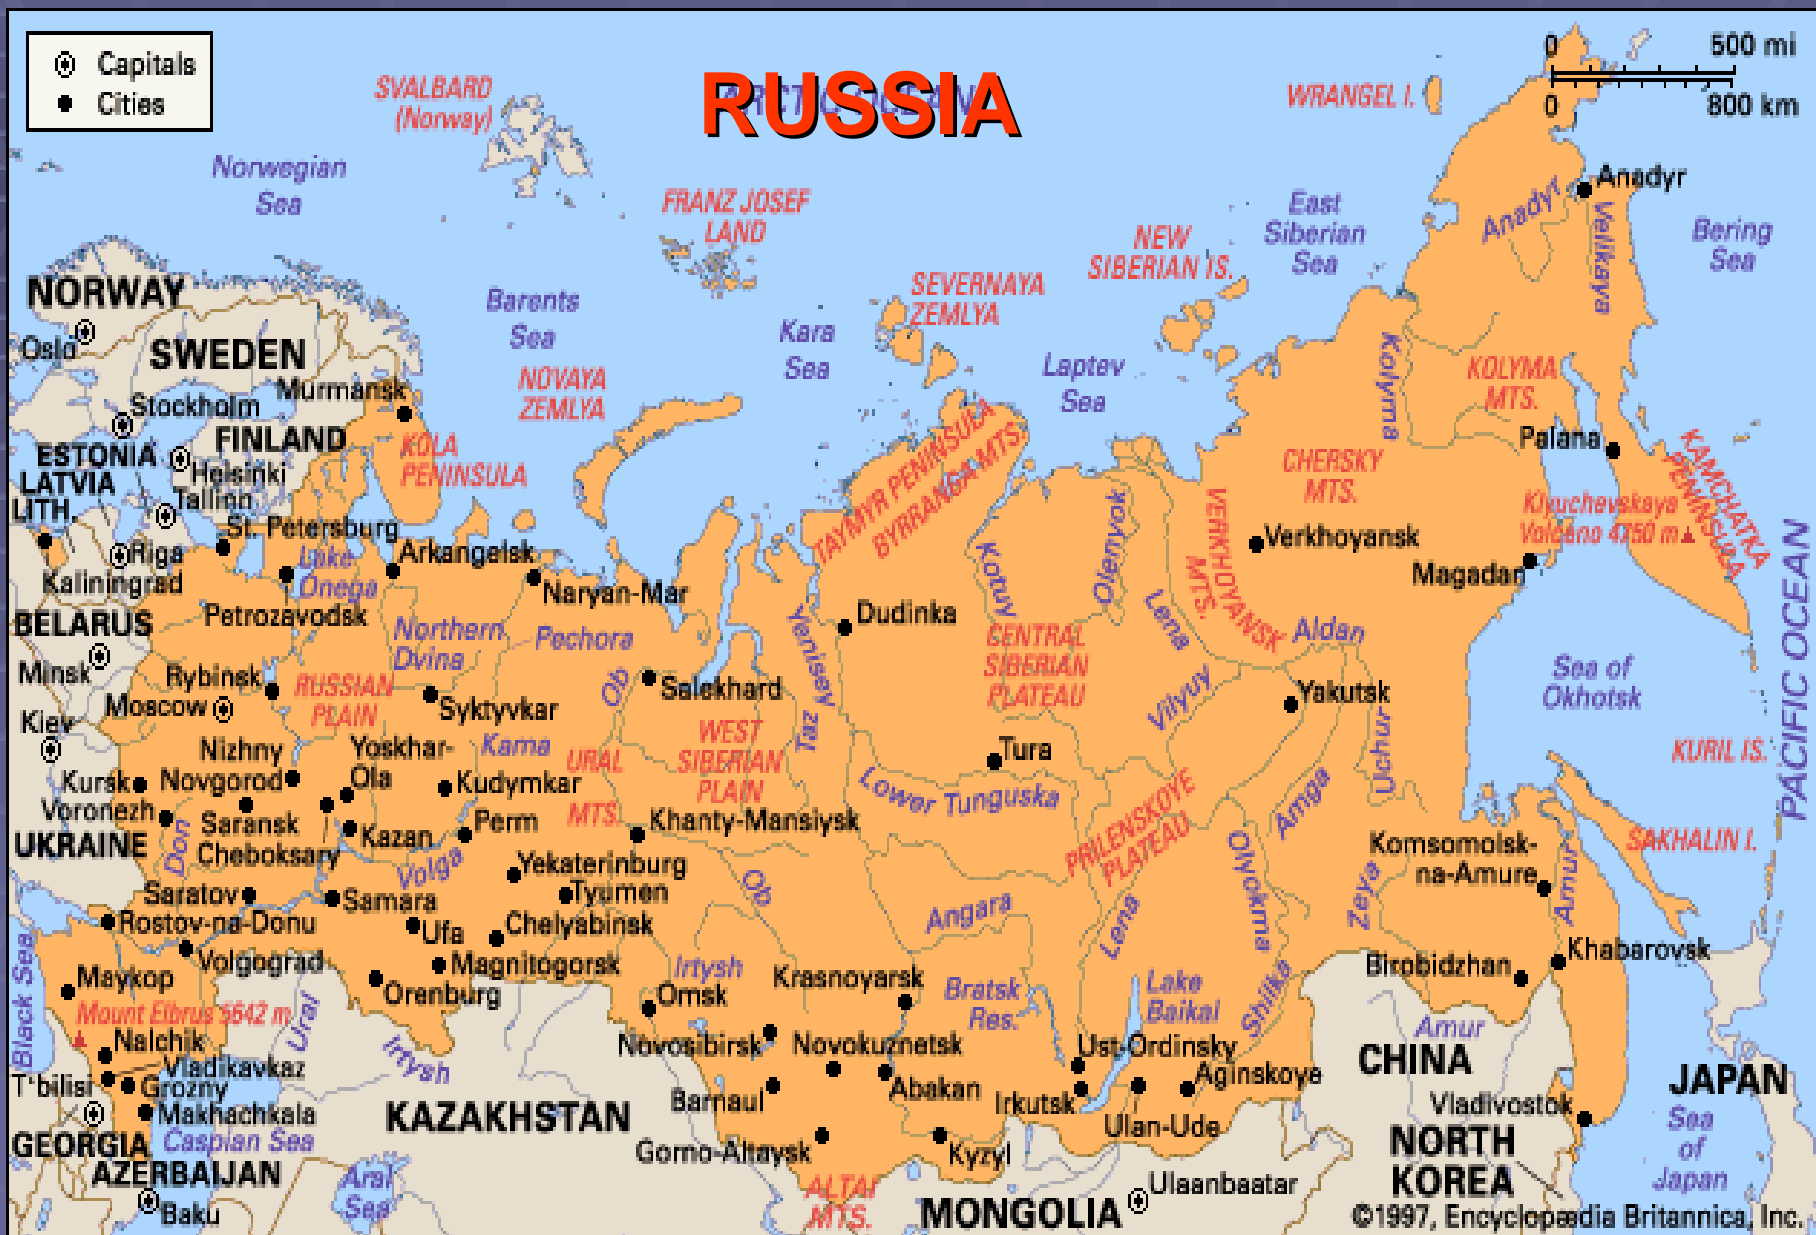 Capitals
Cities
RUSSIA
ARCTIC OCEAN
0 500 mi
0 800 km
SVALBARD
(Norway)
WRANGEL I.
Norwegian
Sea
FRANZ JOSEF
LAND
East
Siberian
Sea
Anadyr
Anadyr
Velikaya
Bering
Sea
NEW
SIBERIAN IS.
SEVERNAYA
ZEMLYA
Barents
Sea
Kara
Sea
Laptev
Sea
NORWAY
Oslo
SWEDEN
Murmansk
NOVAYA
ZEMLYA
Kolyma
KOLYMA
MTS.
Stockholm
FINLAND
ESTONIA
Helsinki
LATVIA
Tallinn
LITH.
KOLA
PENINSULA
TAYMYR PENINSULA
BYRRANGA MTS.
CHERSKY
MTS.
Palana
KAMCHATKA
PENINSULA
Klyuchevskaya
Volcano 4750 m
St. Petersburg
Riga
Kaliningrad
Lake
Onega
Arkangelsk
Naryan-Mar
Petrozavodsk
Kotuy
Olenyok
VERKHOYANSK
MTS.
Verkhoyansk
Magadan
PACIFIC OCEAN
BELARUS
Minsk
Northern
Dvina
Pechora
Yenisey
Dudinka
CENTRAL
SIBERIAN
PLATEAU
Lena
Aldan
Sea of
Okhotsk
Rybinsk
RUSSIAN
PLAIN
Moscow
Syktyvkar
Ob
Salekhard
Taz
Vilyuy
Yakutsk
Uchur
Kiev
Nizhny
Novgorod
Yoskhar-
Ola
Kama
URAL
MTS.
WEST
SIBERIAN
PLAIN
Tura
KURIL IS.
Kursk
Voronezh
Kudymkar
Lower Tunguska
PRILENSKOYE
PLATEAU
Amga
UKRAINE
Don
Saransk
Cheboksary
Kazan
Perm
Khanty-Mansiysk
Volga
Yekaterinburg
Olyokma
Komsomolsk-
na-Amure
Amur
SAKHALIN I.
Saratov
Samara
Tyumen
Ob
Angara
Lena
Zeya
Rostov-na-Donu
Ufa
Chelyabinsk
Volgograd
Magnitogorsk
Irtysh
Krasnoyarsk
Birobidzhan
Khabarovsk
Black Sea
Maykop
Orenburg
Omsk
Bratsk
Res.
Lake
Baikal
Shilka
Mount Elbrus 5642 m
Ural
Nalchik
Irtysh
Novosibirsk
Novokuznetsk
Ust-Ordinsky
Amur
CHINA
Vladikavkaz
T'bilisi
Grozny
Barnaul
Abakan
Irkutsk
Aginskoye
JAPAN
Makhachkala
KAZAKHSTAN
Ulan-Ude
Vladivostok
GEORGIA
Caspian Sea
Gorno-Altaysk
Kyzyl
NORTH
KOREA
Sea
of
Japan
AZERBAIJAN
Aral
Sea
ALTAI
MTS.
Ulaanbaatar
Baku
MONGOLIA
©1997, Encyclopædia Britannica, Inc.